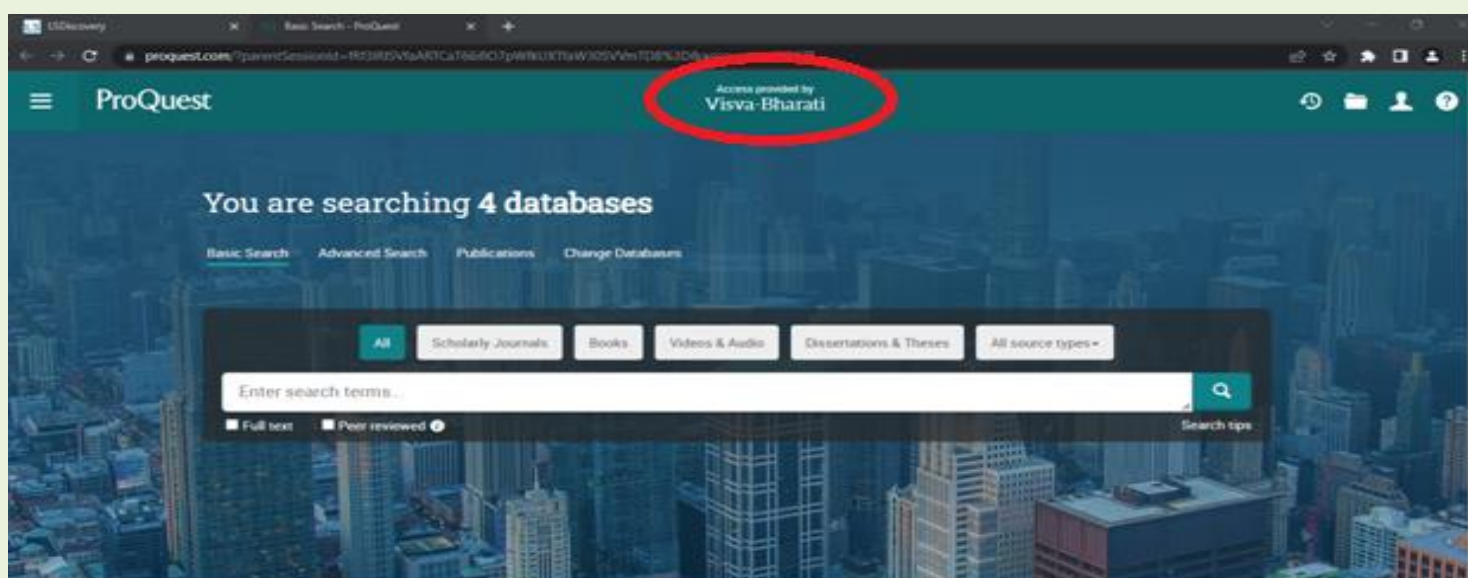 Basic Search - ProQuest
proquest.com
ProQuest
Access provided by
Visva-Bharati
You are searching 4 databases
Basic Search Advanced Search Publications Change Databases
All Scholarly Journals Books Videos & Audio Dissertations & Theses All source types
Enter search terms...
Full text Peer reviewed
Search tips